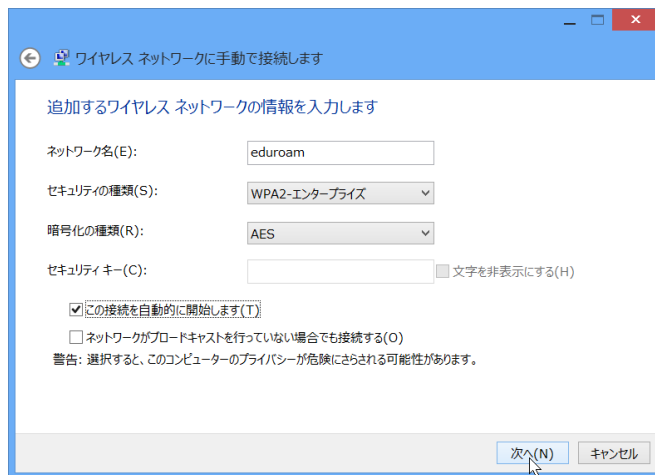 ワイヤレス ネットワークに手動で接続します
追加するワイヤレス ネットワークの情報を入力します
ネットワーク名(E): eduroam
セキュリティの種類(S): WPA2-エンタープライズ
暗号化の種類(R): AES
セキュリティ キー(C): 文字を非表示にする(H)
この接続を自動的に開始します(T)
ネットワークがブロードキャストを行っていない場合でも接続する(O)
警告: 選択すると、このコンピューターのプライバシーが危険にさらされる可能性があります。
次へ(N) キャンセル